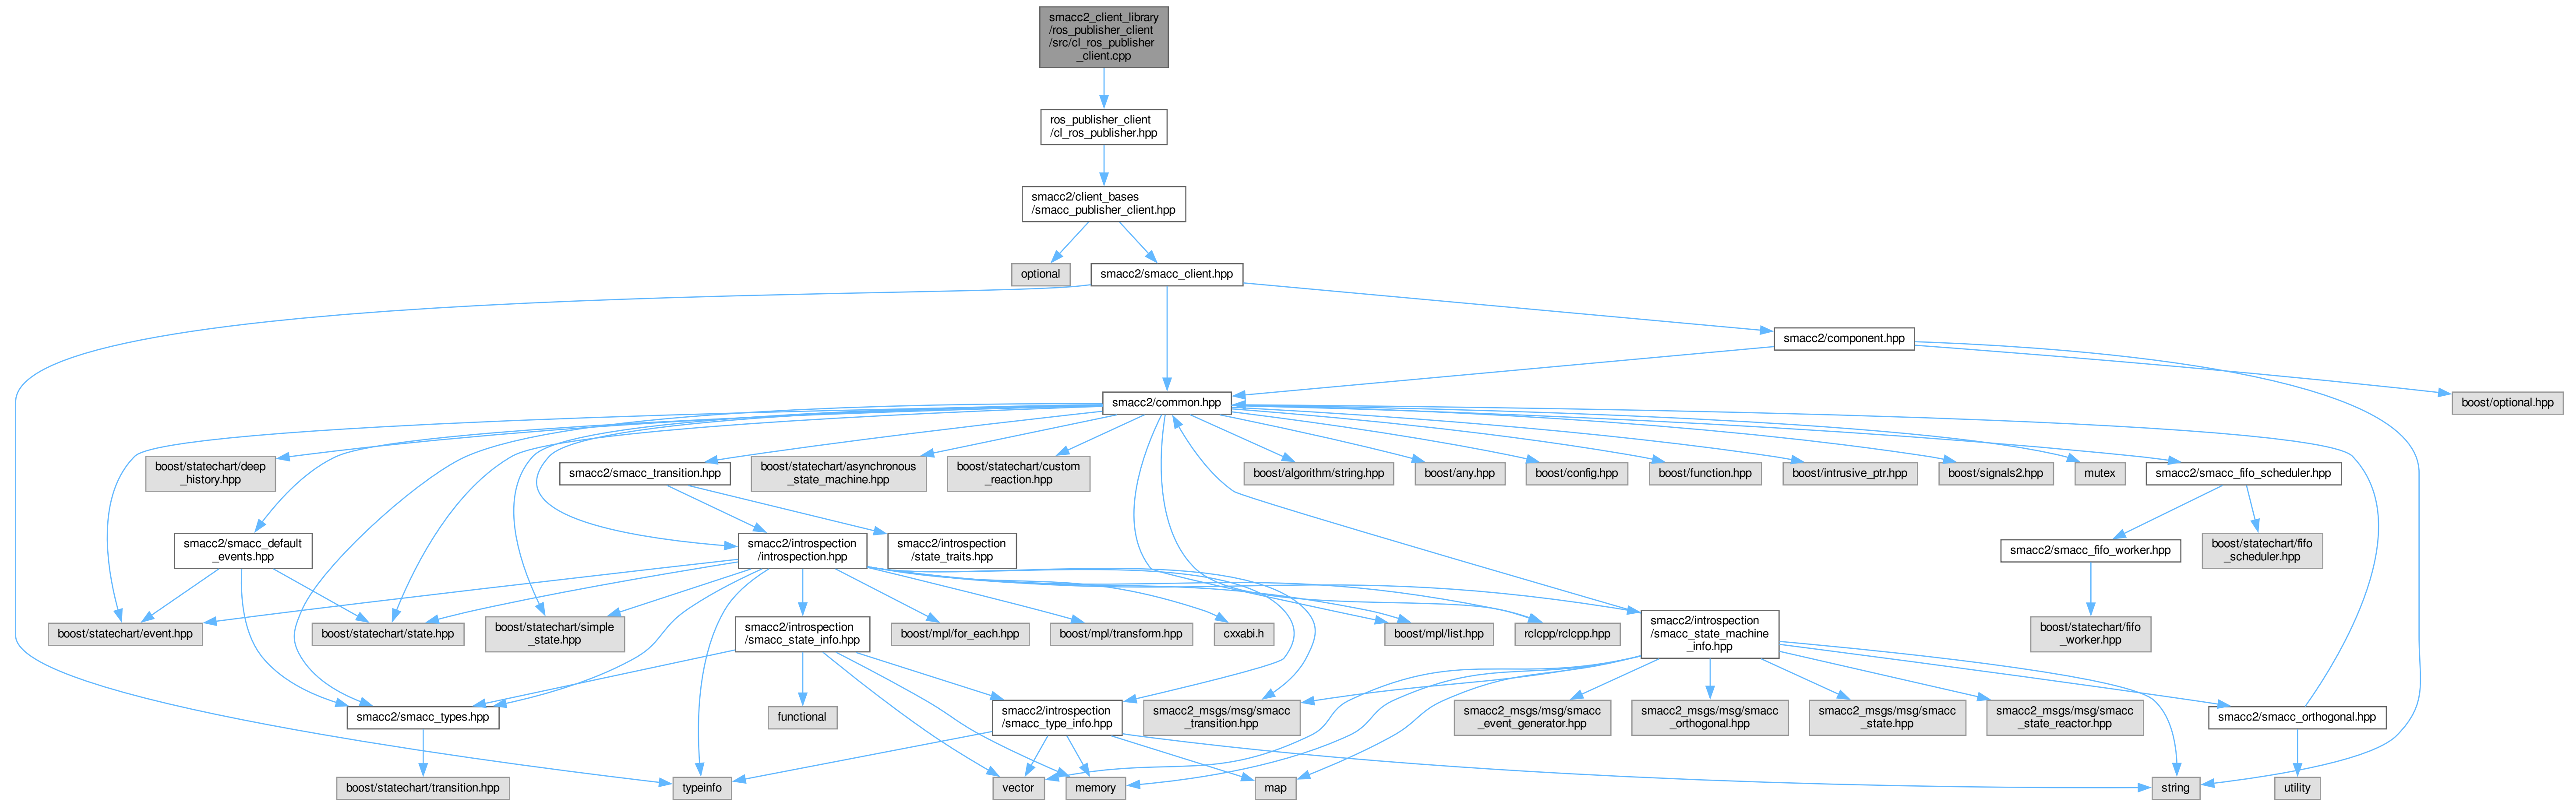 smacc2_client_library
/ros_publisher_client
/src/cl_ros_publisher
_client.cpp
ros_publisher_client
/cl_ros_publisher.hpp
smacc2/client_bases
/smacc_publisher_client.hpp
optional
smacc2/smacc_client.hpp
smacc2/component.hpp
smacc2/common.hpp
boost/optional.hpp
boost/statechart/deep
_history.hpp
smacc2/smacc_transition.hpp
boost/statechart/asynchronous
_state_machine.hpp
boost/statechart/custom
_reaction.hpp
boost/algorithm/string.hpp
boost/any.hpp
boost/config.hpp
boost/function.hpp
boost/intrusive_ptr.hpp
boost/signals2.hpp
mutex
smacc2/smacc_fifo_scheduler.hpp
smacc2/smacc_default
_events.hpp
smacc2/introspection
/introspection.hpp
smacc2/introspection
/state_traits.hpp
smacc2/smacc_fifo_worker.hpp
boost/statechart/fifo
_scheduler.hpp
boost/statechart/event.hpp
boost/statechart/state.hpp
boost/statechart/simple
_state.hpp
smacc2/introspection
/smacc_state_info.hpp
boost/mpl/for_each.hpp
boost/mpl/transform.hpp
cxxabi.h
boost/mpl/list.hpp
rclcpp/rclcpp.hpp
smacc2/introspection
/smacc_state_machine
_info.hpp
boost/statechart/fifo
_worker.hpp
smacc2/smacc_types.hpp
functional
smacc2/introspection
/smacc_type_info.hpp
smacc2_msgs/msg/smacc
_transition.hpp
smacc2_msgs/msg/smacc
_event_generator.hpp
smacc2_msgs/msg/smacc
_orthogonal.hpp
smacc2_msgs/msg/smacc
_state.hpp
smacc2_msgs/msg/smacc
_state_reactor.hpp
smacc2/smacc_orthogonal.hpp
boost/statechart/transition.hpp
typeinfo
vector
memory
map
string
utility